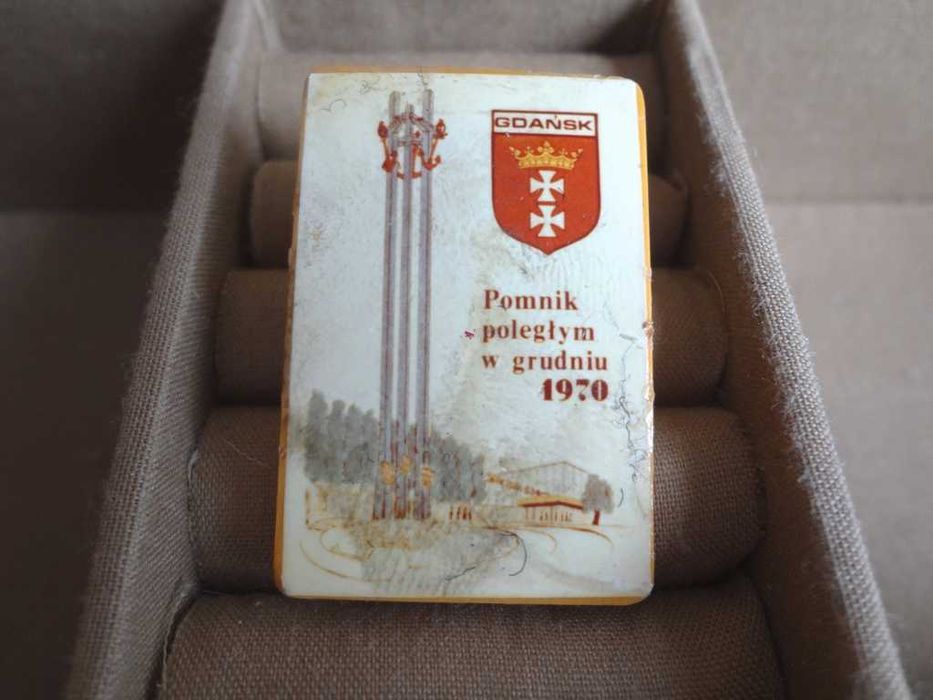 GDAŃSK
Pomnik
poległym
w grudniu
1970